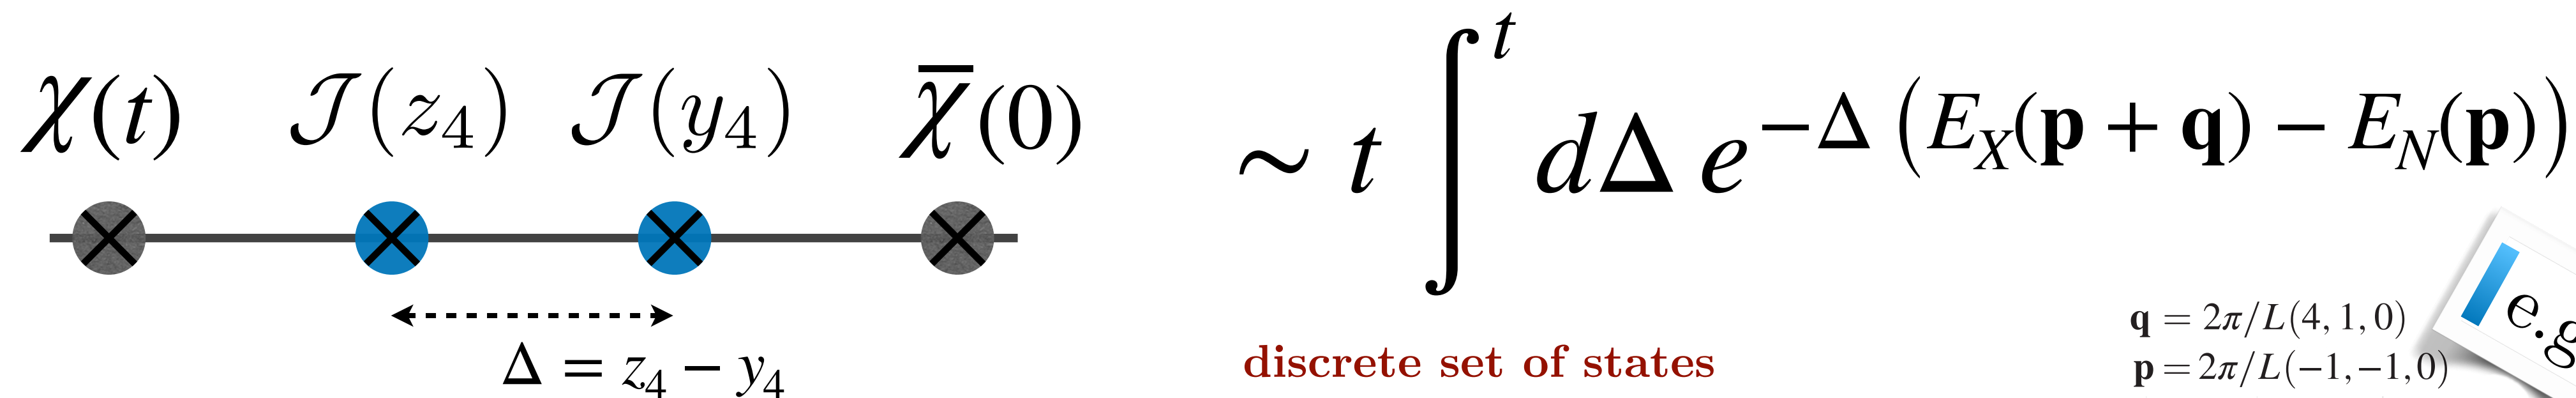 χ(t) 𝒥(z₄) 𝒥(y₄) χ̅(0)
∼ t ∫ᵗ dΔ e^{−Δ (E_X(𝐩 + 𝐪) − E_N(𝐩))}
Δ = z₄ − y₄
discrete set of states
𝐪 = 2π/L(4, 1, 0)
𝐩 = 2π/L(−1, −1, 0)
e.g